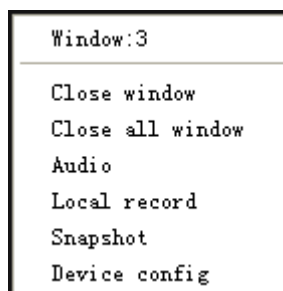 Window:3
Close window
Close all window
Audio
Local record
Snapshot
Device config